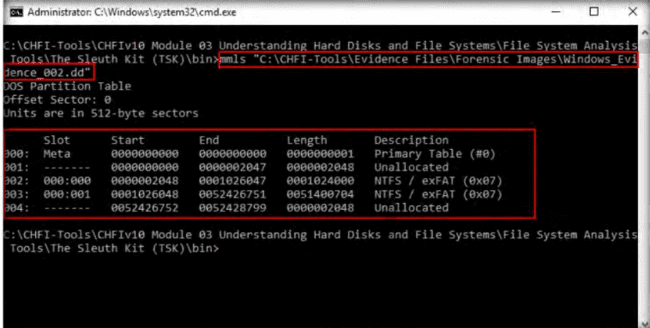 Administrator: C:\Windows\system32\cmd.exe
C:\CHFI-Tools\CHFIv10 Module 03 Understanding Hard Disks and File Systems\File System Analysis
Tools\The Sleuth Kit (TSK)\bin>mmls "C:\CHFI-Tools\Evidence Files\Forensic Images\Windows_Evi
dence_002.dd"
DOS Partition Table
Offset Sector: 0
Units are in 512-byte sectors
Slot Start End Length Description
000: Meta 0000000000 0000000000 0000000001 Primary Table (#0)
001: ------- 0000000000 0000002047 0000002048 Unallocated
002: 000:000 0000002048 0001026047 0001024000 NTFS / exFAT (0x07)
003: 000:001 0001026048 0052426751 0051400704 NTFS / exFAT (0x07)
004: ------- 0052426752 0052428799 0000002048 Unallocated
C:\CHFI-Tools\CHFIv10 Module 03 Understanding Hard Disks and File Systems\File System Analysis
Tools\The Sleuth Kit (TSK)\bin>